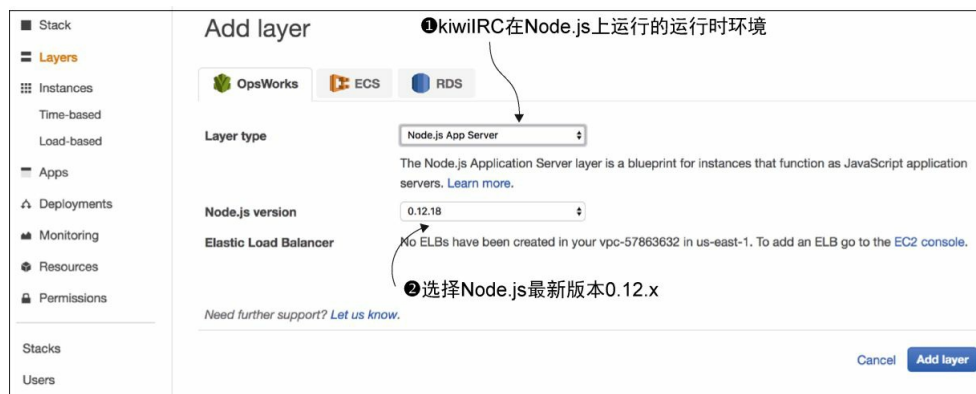 Stack
Layers
Instances
Time-based
Load-based
Apps
Deployments
Monitoring
Resources
Permissions
Stacks
Users
Add layer
❶kiwiIRC在Node.js上运行的运行时环境
OpsWorks
ECS
RDS
Layer type
Node.js App Server
The Node.js Application Server layer is a blueprint for instances that function as JavaScript application
servers. Learn more.
Node.js version
0.12.18
Elastic Load Balancer
No ELBs have been created in your vpc-57863632 in us-east-1. To add an ELB go to the EC2 console.
❷选择Node.js最新版本0.12.x
Need further support? Let us know.
Cancel
Add layer